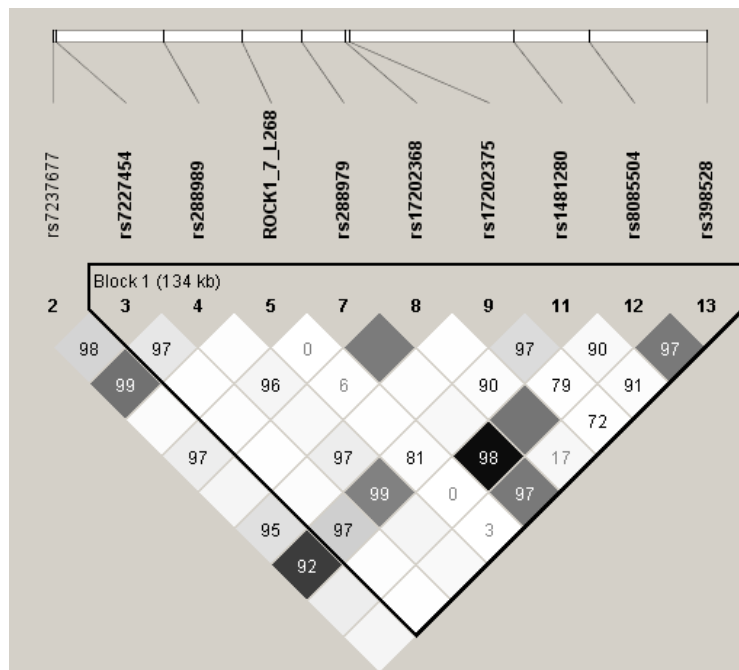 rs7237677
rs7227454
rs288989
ROCK1_7_L268
rs288979
rs17202368
rs17202375
rs1481280
rs8085504
rs398528
Block 1 (134 kb)
2 3 4 5 7 8 9 11 12 13
98 97 0 97 90 97
99 96 6 90 79 91
72
97 97 81 98 17
99 0 97
95 97 3
92